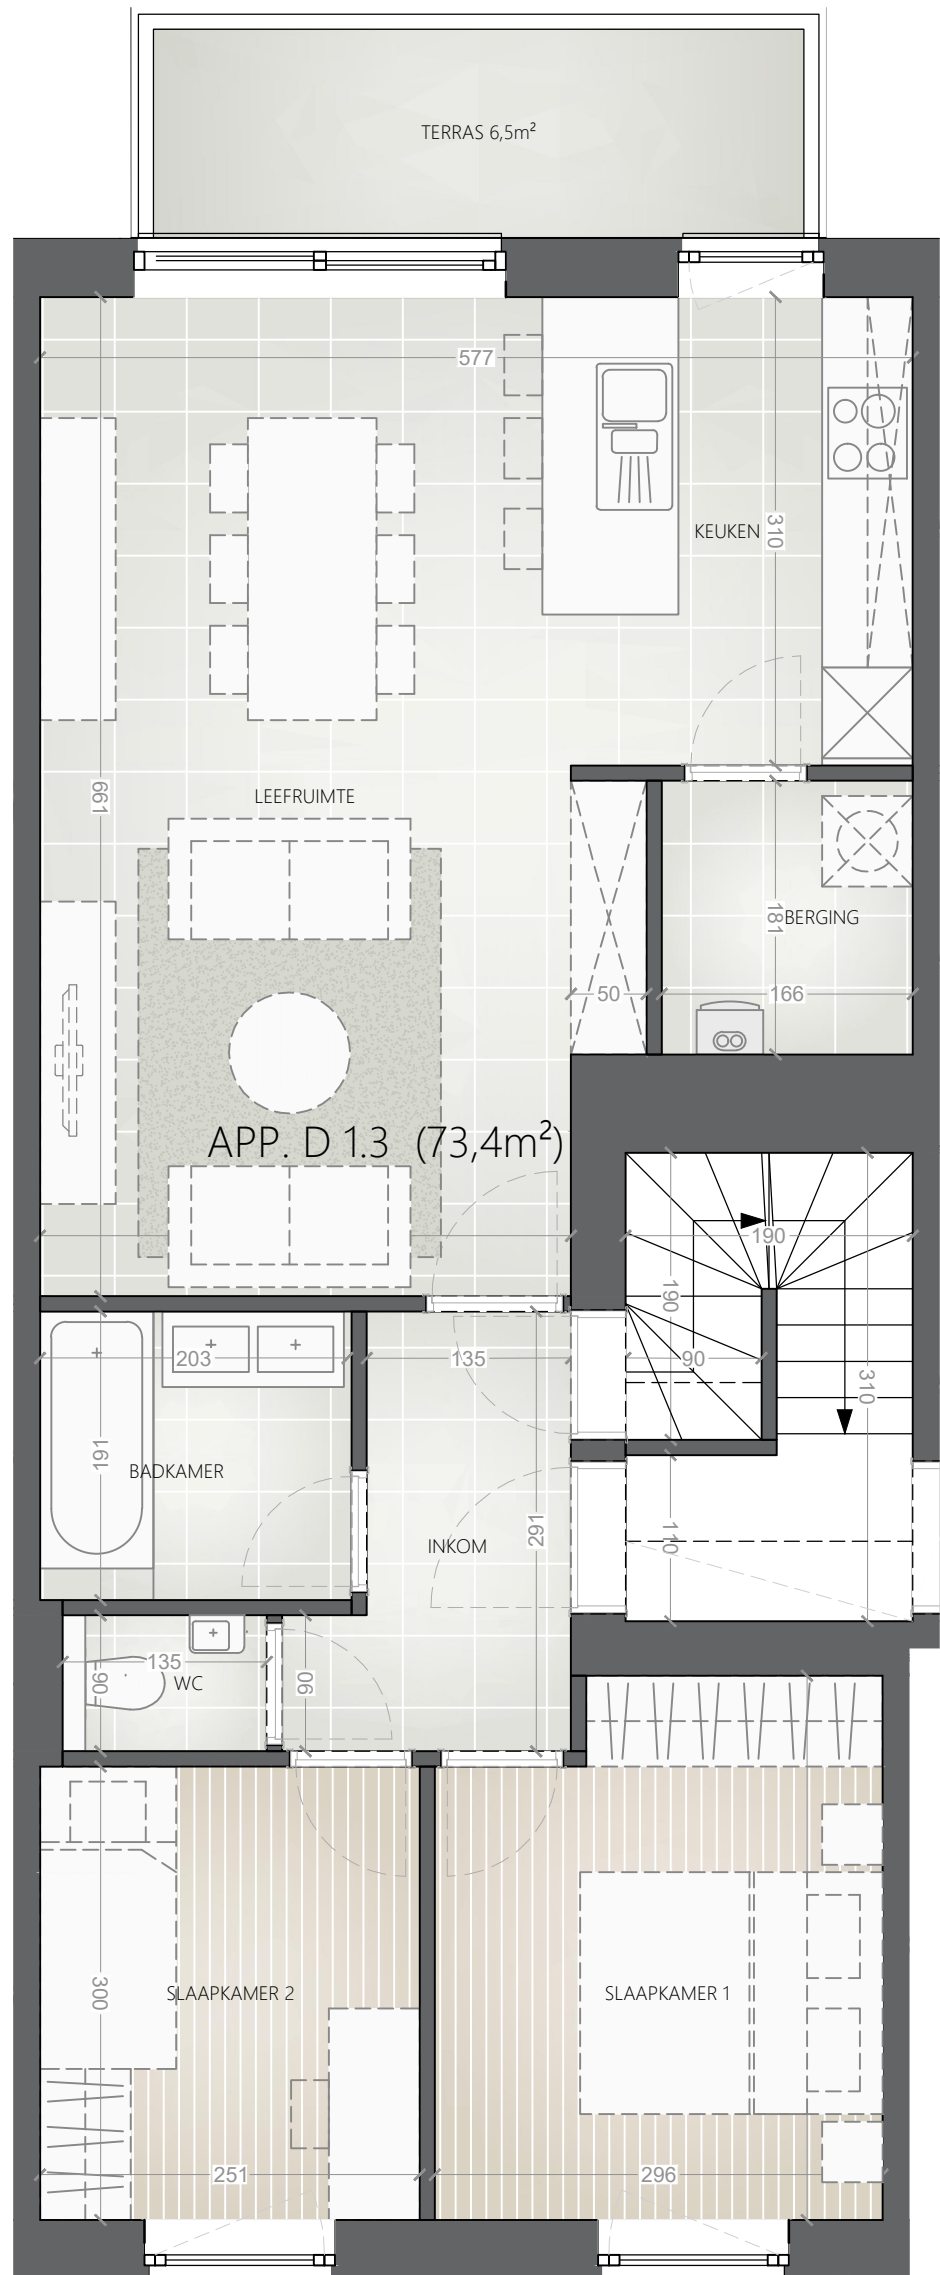 TERRAS 6,5m²
577
KEUKEN
310
661
LEEFRUIMTE
181
BERGING
50
166
APP. D 1.3 (73,4m²)
190
190
203
135
90
310
191
BADKAMER
291
INKOM
110
135
90
WC
90
300
SLAAPKAMER 2
SLAAPKAMER 1
251
296